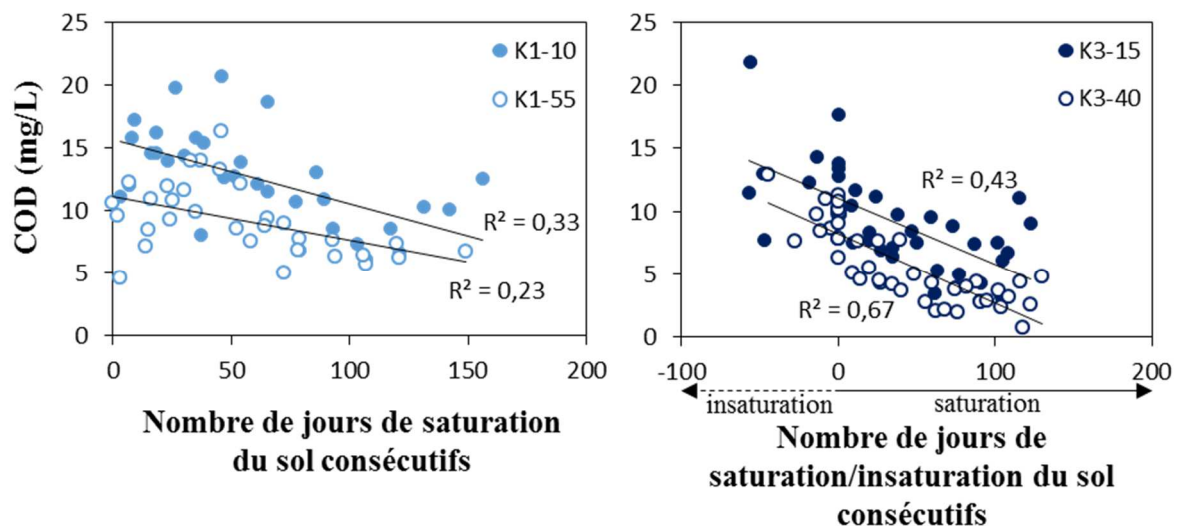 COD (mg/L)
25
20
15
10
5
0
0
50
100
150
200
K1-10
K1-55
R² = 0,33
R² = 0,23
Nombre de jours de saturation
du sol consécutifs
25
20
15
10
5
0
-100
0
100
200
K3-15
K3-40
R² = 0,43
R² = 0,67
insaturation
saturation
Nombre de jours de
saturation/insaturation du sol
consécutifs